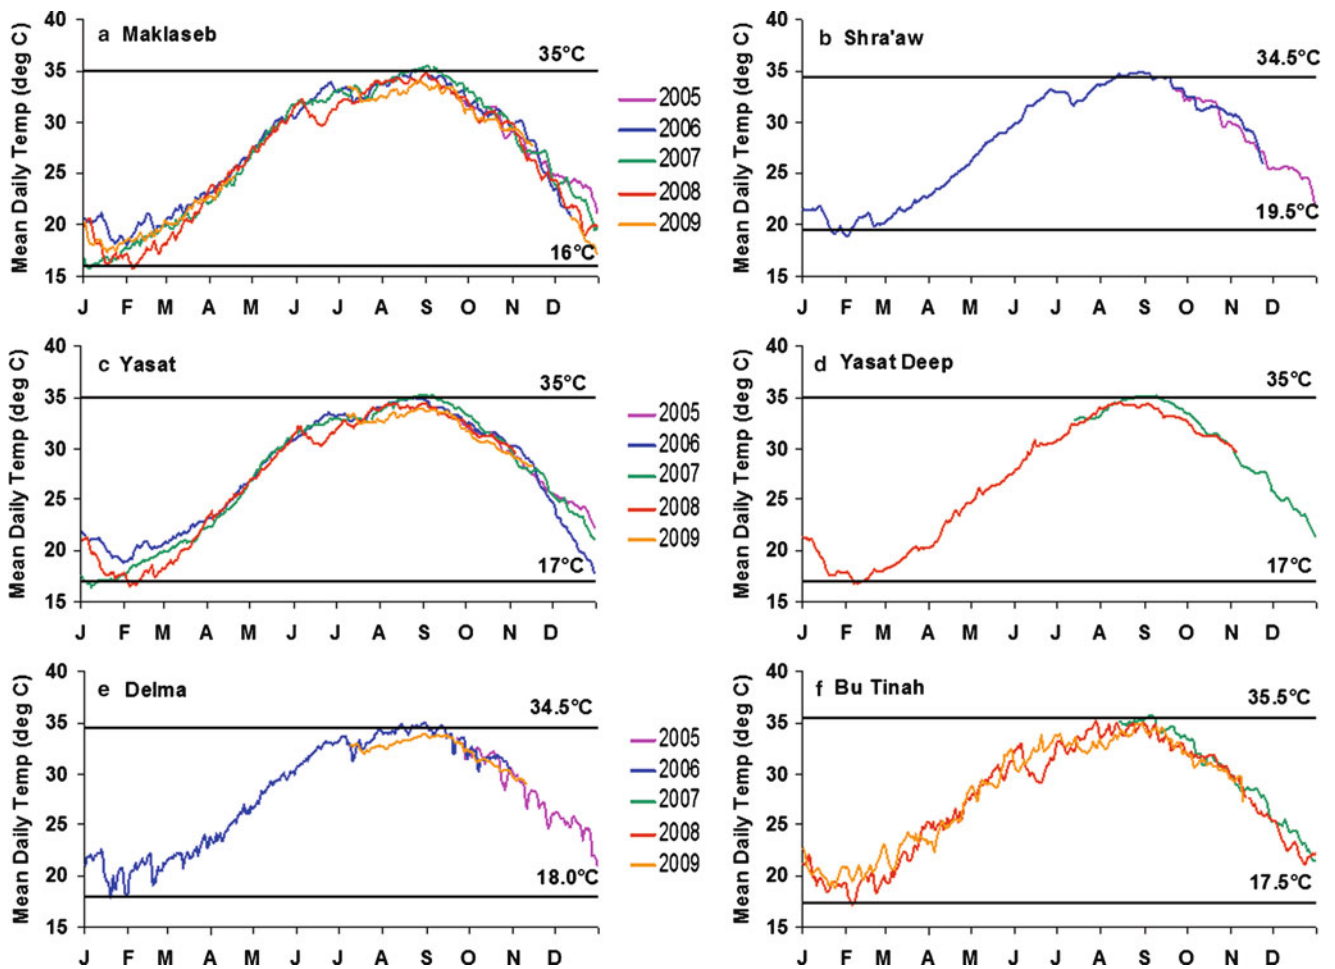 a Maklaseb
Mean Daily Temp (deg C)
40
35
30
25
20
15
35°C
16°C
J F M A M J J A S O N D
2005
2006
2007
2008
2009
b Shra'aw
Mean Daily Temp (deg C)
40
35
30
25
20
15
34.5°C
19.5°C
J F M A M J J A S O N D
c Yasat
Mean Daily Temp (deg C)
40
35
30
25
20
15
35°C
17°C
J F M A M J J A S O N D
2005
2006
2007
2008
2009
d Yasat Deep
Mean Daily Temp (deg C)
40
35
30
25
20
15
35°C
17°C
J F M A M J J A S O N D
e Delma
Mean Daily Temp (deg C)
40
35
30
25
20
15
34.5°C
18.0°C
J F M A M J J A S O N D
2005
2006
2007
2008
2009
f Bu Tinah
Mean Daily Temp (deg C)
40
35
30
25
20
15
35.5°C
17.5°C
J F M A M J J A S O N D